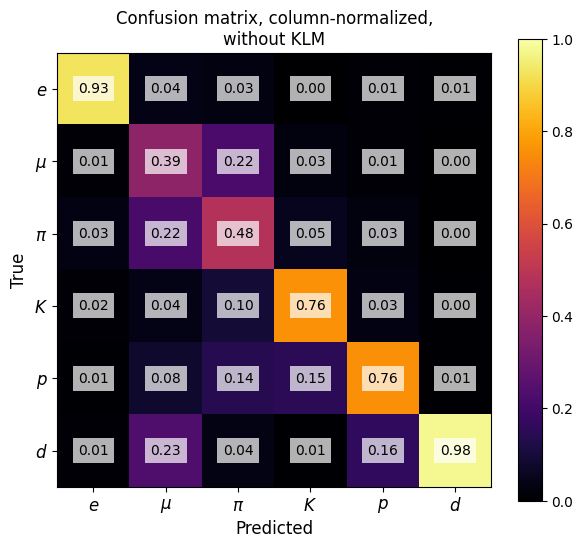 Confusion matrix, column-normalized,
without KLM
e 0.93 0.04 0.03 0.00 0.01 0.01
μ 0.01 0.39 0.22 0.03 0.01 0.00
π 0.03 0.22 0.48 0.05 0.03 0.00
K 0.02 0.04 0.10 0.76 0.03 0.00
p 0.01 0.08 0.14 0.15 0.76 0.01
d 0.01 0.23 0.04 0.01 0.16 0.98
e μ π K p d
True
Predicted
1.0
0.8
0.6
0.4
0.2
0.0